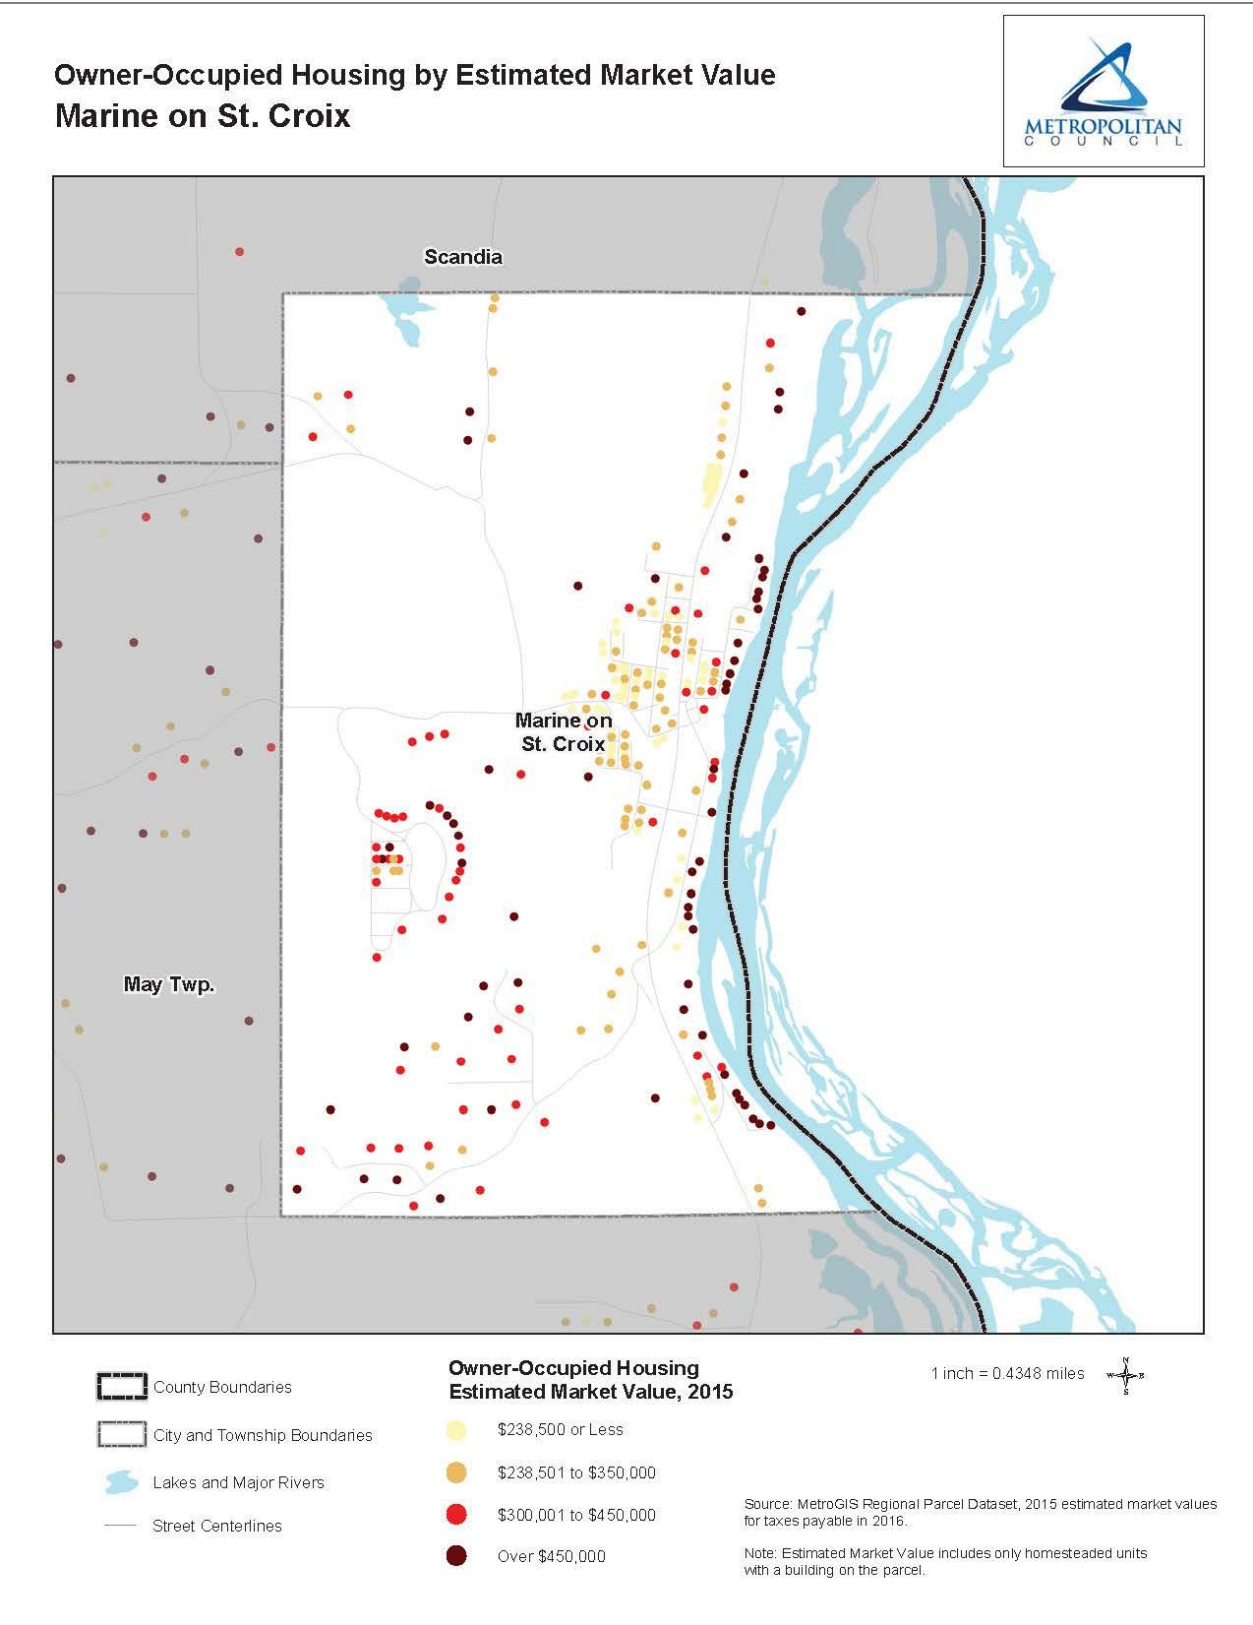 Owner-Occupied Housing by Estimated Market Value
Marine on St. Croix
METROPOLITAN
COUNCIL
Scandia
Marine on
St. Croix
May Twp.
County Boundaries
City and Township Boundaries
Lakes and Major Rivers
Street Centerlines
Owner-Occupied Housing
Estimated Market Value, 2015
$238,500 or Less
$238,501 to $350,000
$300,001 to $450,000
Over $450,000
1 inch = 0.4348 miles
N
W
E
S
Source: MetroGIS Regional Parcel Dataset, 2015 estimated market values
for taxes payable in 2016.
Note: Estimated Market Value includes only homesteaded units
with a building on the parcel.